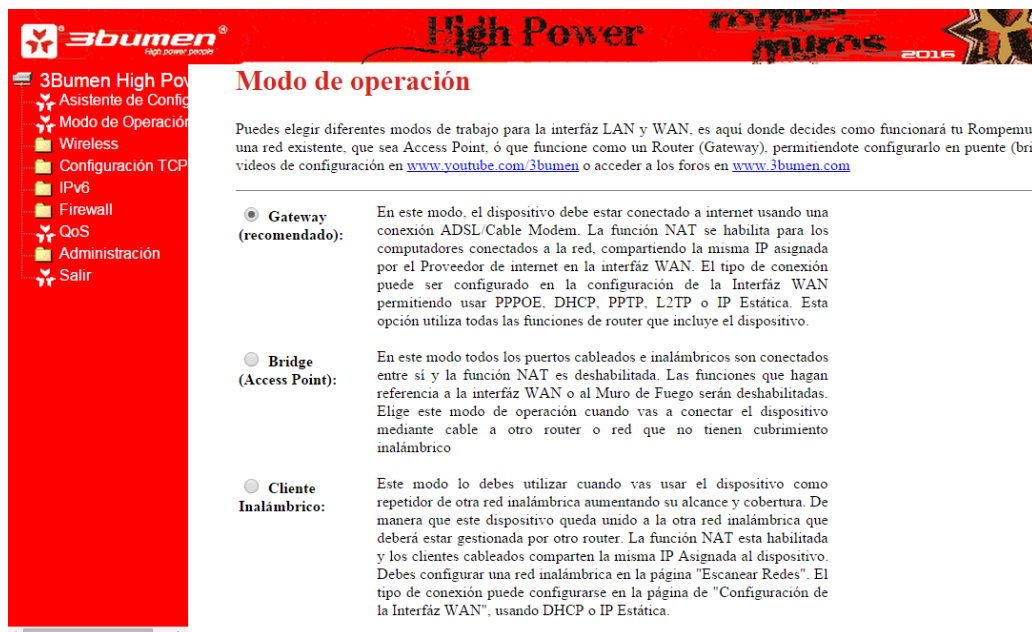 3bumen®
High power people
High Power
rompe
muros 2016
3Bumen High Pov
Asistente de Config
Modo de Operación
Wireless
Configuración TCP
IPv6
Firewall
QoS
Administración
Salir
Modo de operación
Puedes elegir diferentes modos de trabajo para la interfáz LAN y WAN, es aquí donde decides como funcionará tu Rompemu
una red existente, que sea Access Point, ó que funcione como un Router (Gateway), permitiendote configurarlo en puente (bri
videos de configuración en www.youtube.com/3bumen o acceder a los foros en www.3bumen.com
Gateway
(recomendado):
En este modo, el dispositivo debe estar conectado a internet usando una
conexión ADSL/Cable Modem. La función NAT se habilita para los
computadores conectados a la red, compartiendo la misma IP asignada
por el Proveedor de internet en la interfáz WAN. El tipo de conexión
puede ser configurado en la configuración de la Interfáz WAN
permitiendo usar PPPOE, DHCP, PPTP, L2TP o IP Estática. Esta
opción utiliza todas las funciones de router que incluye el dispositivo.
Bridge
(Access Point):
En este modo todos los puertos cableados e inalámbricos son conectados
entre sí y la función NAT es deshabilitada. Las funciones que hagan
referencia a la interfáz WAN o al Muro de Fuego serán deshabilitadas.
Elige este modo de operación cuando vas a conectar el dispositivo
mediante cable a otro router o red que no tienen cubrimiento
inalámbrico
Cliente
Inalámbrico:
Este modo lo debes utilizar cuando vas usar el dispositivo como
repetidor de otra red inalámbrica aumentando su alcance y cobertura. De
manera que este dispositivo queda unido a la otra red inalámbrica que
deberá estar gestionada por otro router. La función NAT esta habilitada
y los clientes cableados comparten la misma IP Asignada al dispositivo.
Debes configurar una red inalámbrica en la página "Escanear Redes". El
tipo de conexión puede configurarse en la página de "Configuración de
la Interfáz WAN", usando DHCP o IP Estática.